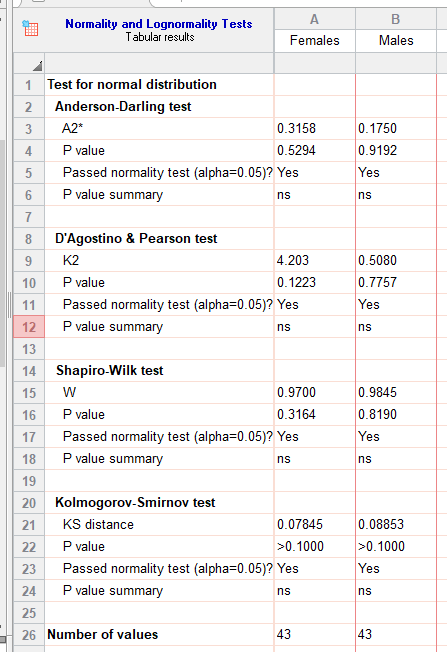 Normality and Lognormality Tests
Tabular results
A B
Females Males
1 Test for normal distribution
2 Anderson-Darling test
3 A2* 0.3158 0.1750
4 P value 0.5294 0.9192
5 Passed normality test (alpha=0.05)? Yes Yes
6 P value summary ns ns
7
8 D'Agostino & Pearson test
9 K2 4.203 0.5080
10 P value 0.1223 0.7757
11 Passed normality test (alpha=0.05)? Yes Yes
12 P value summary ns ns
13
14 Shapiro-Wilk test
15 W 0.9700 0.9845
16 P value 0.3164 0.8190
17 Passed normality test (alpha=0.05)? Yes Yes
18 P value summary ns ns
19
20 Kolmogorov-Smirnov test
21 KS distance 0.07845 0.08853
22 P value >0.1000 >0.1000
23 Passed normality test (alpha=0.05)? Yes Yes
24 P value summary ns ns
25
26 Number of values 43 43